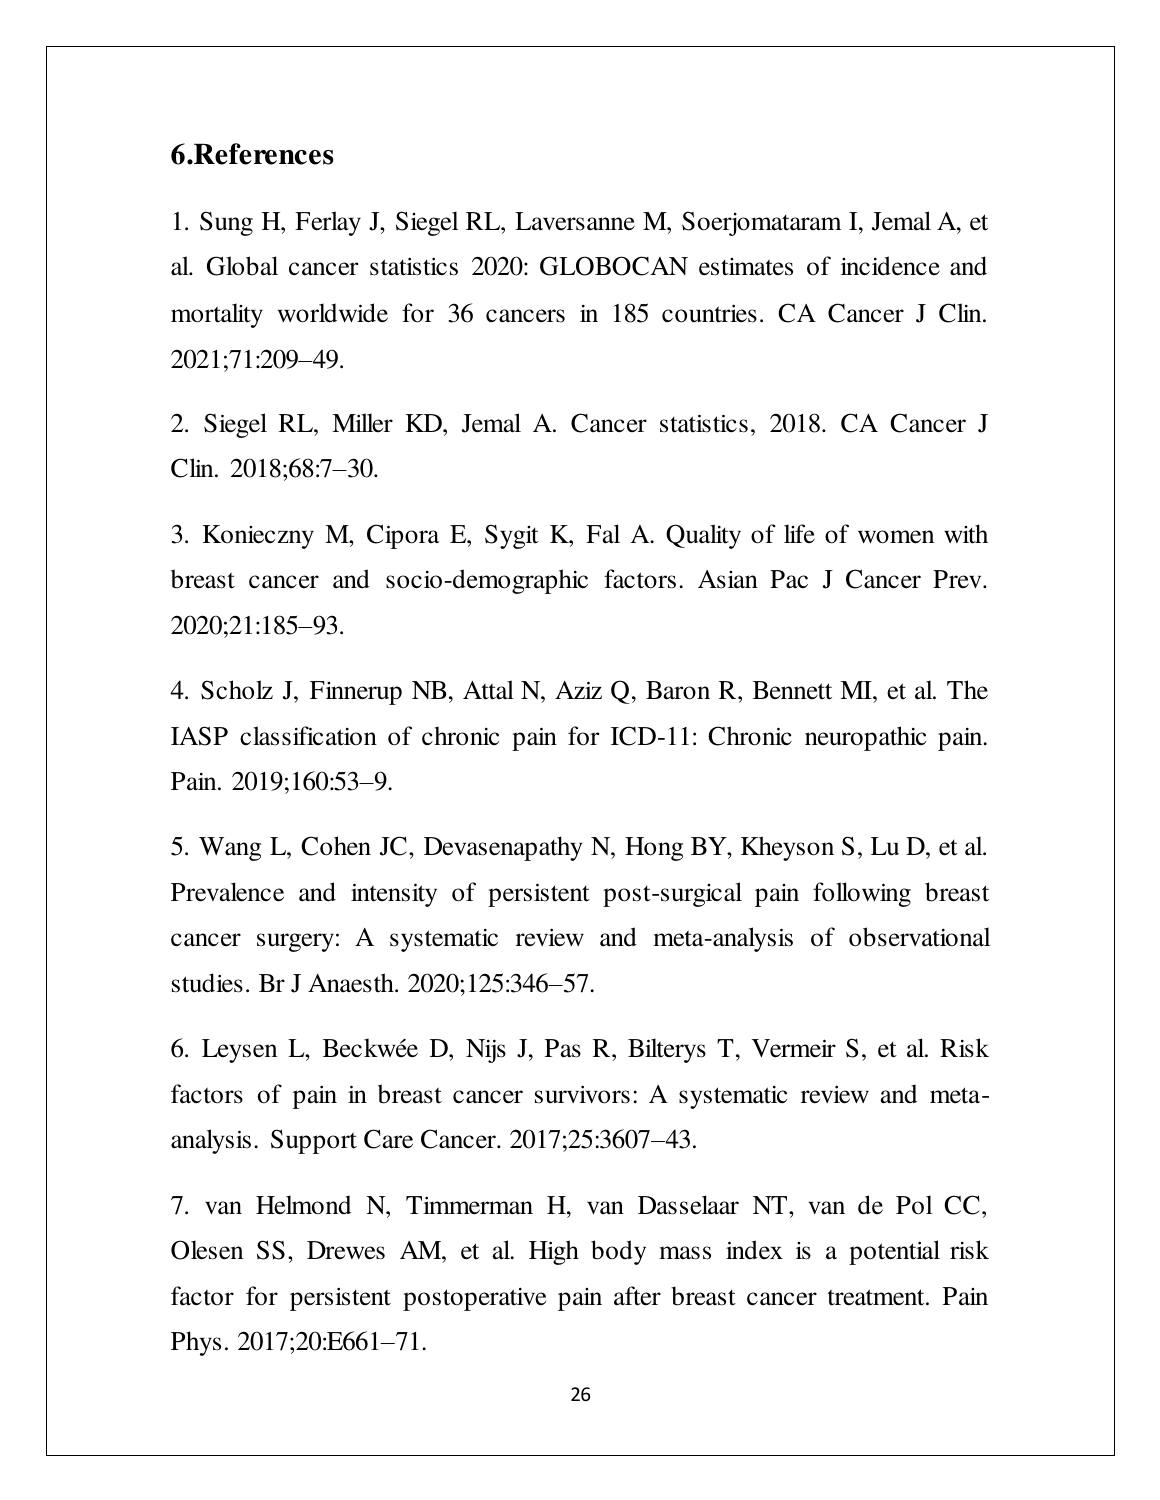 6.References
1. Sung H, Ferlay J, Siegel RL, Laversanne M, Soerjomataram I, Jemal A, et
al. Global cancer statistics 2020: GLOBOCAN estimates of incidence and
mortality worldwide for 36 cancers in 185 countries. CA Cancer J Clin.
2021;71:209–49.
2. Siegel RL, Miller KD, Jemal A. Cancer statistics, 2018. CA Cancer J
Clin. 2018;68:7–30.
3. Konieczny M, Cipora E, Sygit K, Fal A. Quality of life of women with
breast cancer and socio-demographic factors. Asian Pac J Cancer Prev.
2020;21:185–93.
4. Scholz J, Finnerup NB, Attal N, Aziz Q, Baron R, Bennett MI, et al. The
IASP classification of chronic pain for ICD-11: Chronic neuropathic pain.
Pain. 2019;160:53–9.
5. Wang L, Cohen JC, Devasenapathy N, Hong BY, Kheyson S, Lu D, et al.
Prevalence and intensity of persistent post-surgical pain following breast
cancer surgery: A systematic review and meta-analysis of observational
studies. Br J Anaesth. 2020;125:346–57.
6. Leysen L, Beckwée D, Nijs J, Pas R, Bilterys T, Vermeir S, et al. Risk
factors of pain in breast cancer survivors: A systematic review and meta-
analysis. Support Care Cancer. 2017;25:3607–43.
7. van Helmond N, Timmerman H, van Dasselaar NT, van de Pol CC,
Olesen SS, Drewes AM, et al. High body mass index is a potential risk
factor for persistent postoperative pain after breast cancer treatment. Pain
Phys. 2017;20:E661–71.
26